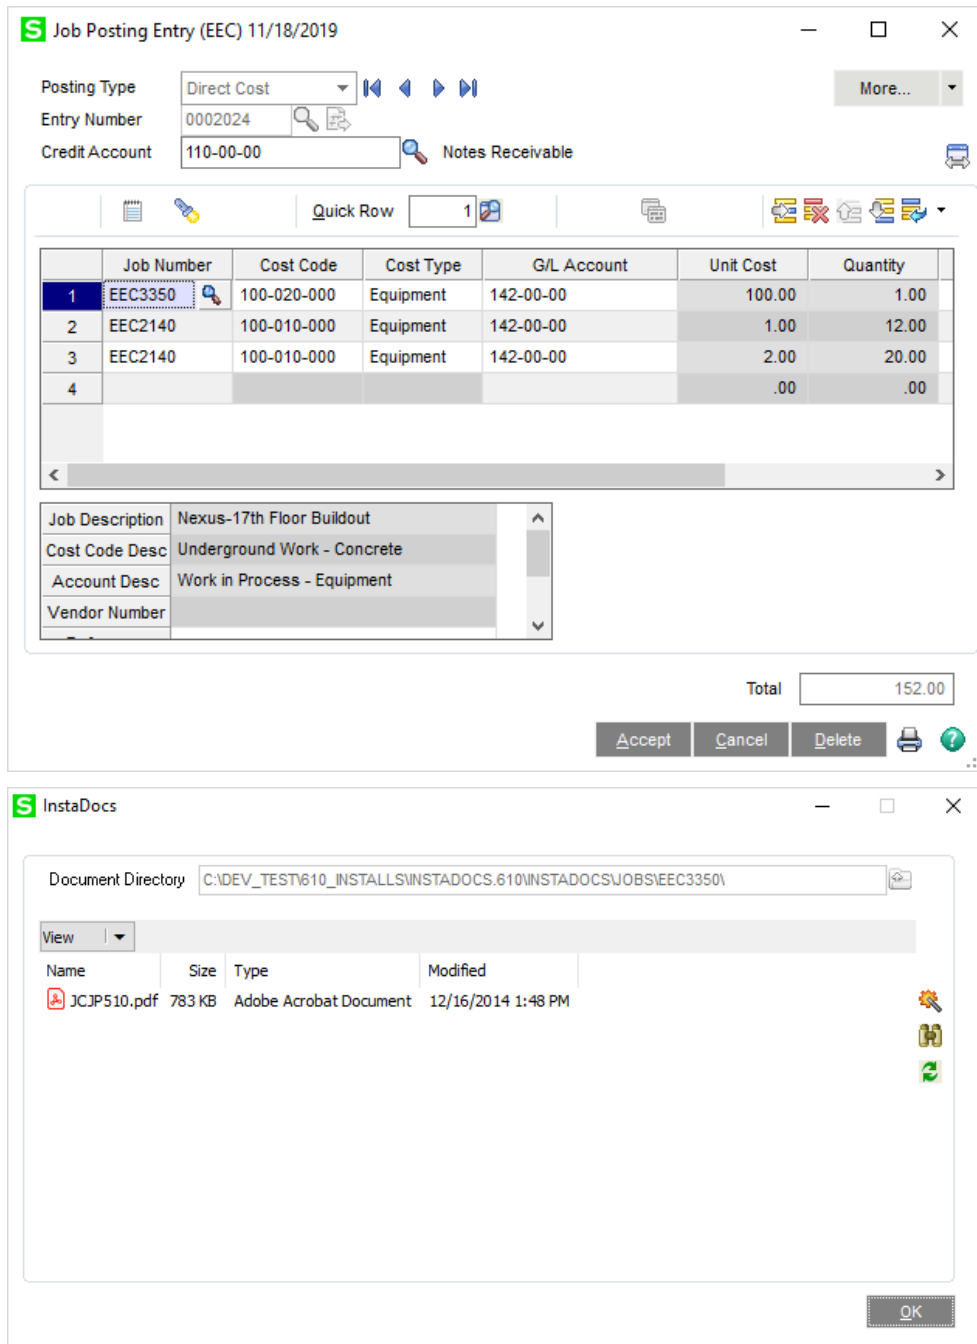 S Job Posting Entry (EEC) 11/18/2019
Posting Type Direct Cost More...
Entry Number 0002024
Credit Account 110-00-00 Notes Receivable
Quick Row 1
Job Number Cost Code Cost Type G/L Account Unit Cost Quantity
1 EEC3350 100-020-000 Equipment 142-00-00 100.00 1.00
2 EEC2140 100-010-000 Equipment 142-00-00 1.00 12.00
3 EEC2140 100-010-000 Equipment 142-00-00 2.00 20.00
4 .00 .00
Job Description Nexus-17th Floor Buildout
Cost Code Desc Underground Work - Concrete
Account Desc Work in Process - Equipment
Vendor Number
Total 152.00
Accept Cancel Delete ?
S InstaDocs
Document Directory C:\DEV_TEST\610_INSTALLS\INSTADOCS.610\INSTADOCS\JOBS\EEC3350\
View
Name Size Type Modified
JCJP510.pdf 783 KB Adobe Acrobat Document 12/16/2014 1:48 PM
OK